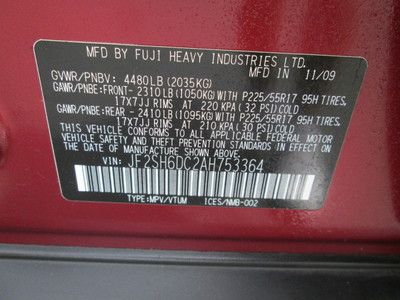 MFD BY FUJI HEAVY INDUSTRIES LTD.
GVWR/PNBV: 4480LB (2035KG) MFD IN 11/09
GAWR/PNBE:FRONT- 2310LB (1050KG)WITH P225/55R17 95H TIRES,
17X7JJ RIMS AT 220 KPA (32 PSI)COLD
GAWR/PNBE:REAR - 2410LB (1095KG)WITH P225/55R17 95H TIRES,
17X7JJ RIMS AT 210 KPA (30 PSI)COLD
THIS VEHICLE CONFORMS TO ALL APPLICABLE FEDERAL MOTOR
VEHICLE SAFETY AND THEFT PREVENTION STANDARDS IN EFFECT
ON THE DATE OF MANUFACTURE SHOWN ABOVE.
VIN: JF2SH6DC2AH753364
TYPE:MPV/VTUM ICES/NMB-002